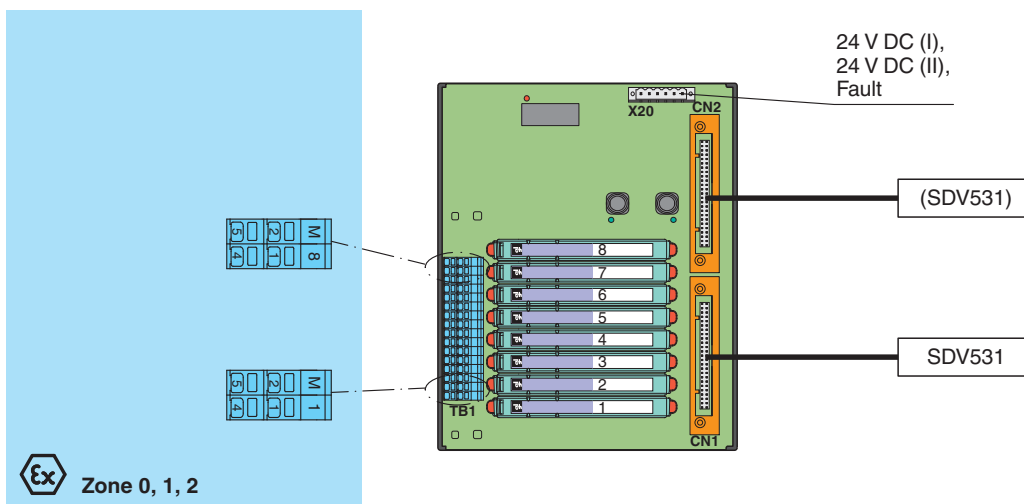 24 V DC (I),
24 V DC (II),
Fault
X20
CN2
(SDV531)
5 2 M
4 1 8
8
7
6
5
4
3
2
1
SDV531
5 2 M
4 1 1
TB1
CN1
Ex
Zone 0, 1, 2